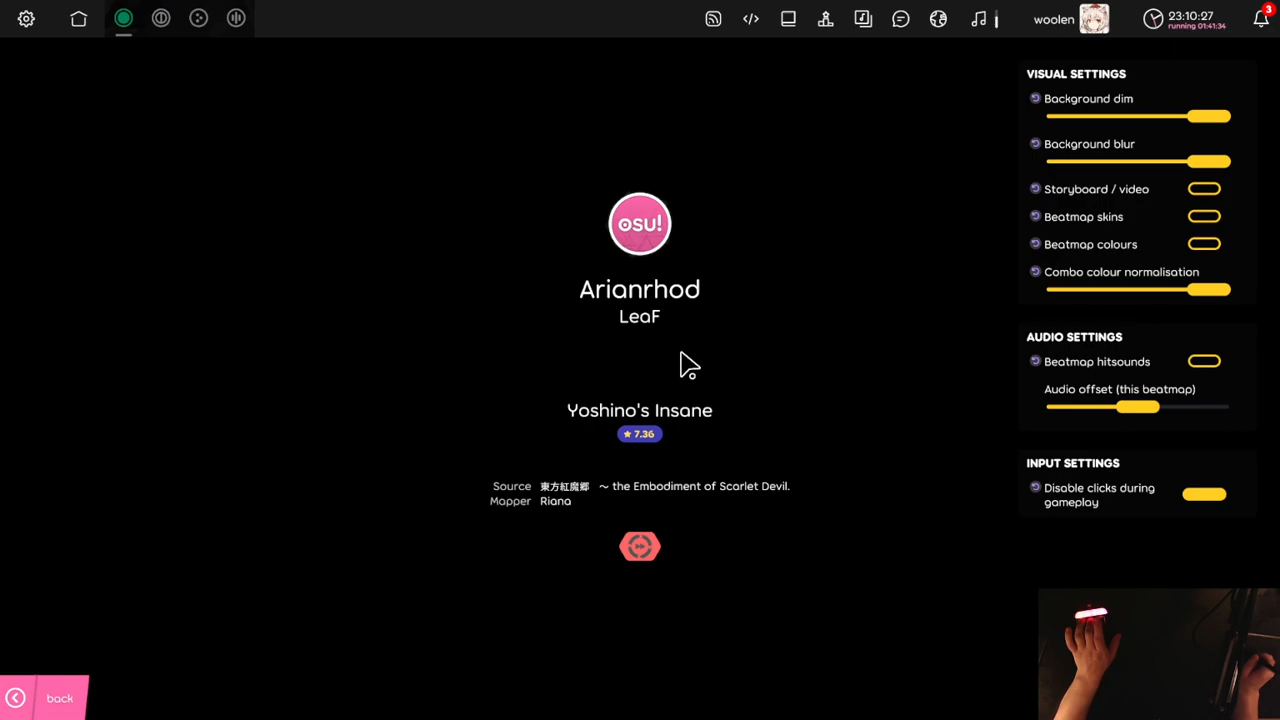 woolen
23:10:27
running 01:41:34
3
VISUAL SETTINGS
Background dim
Background blur
Storyboard / video
Beatmap skins
Beatmap colours
Combo colour normalisation
AUDIO SETTINGS
Beatmap hitsounds
Audio offset (this beatmap)
INPUT SETTINGS
Disable clicks during
gameplay
osu!
Arianrhod
LeaF
Yoshino's Insane
7.36
Source 東方紅魔郷 ～ the Embodiment of Scarlet Devil.
Mapper Riana
back